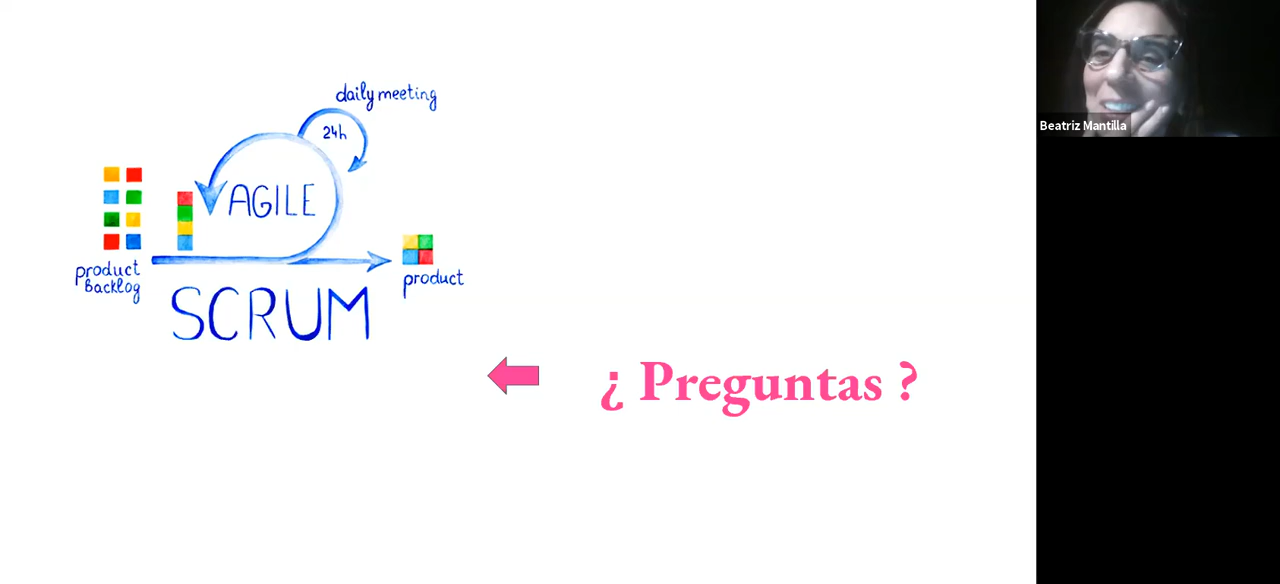 daily meeting
24h
AGILE
product
backlog
product
SCRUM
¿ Preguntas ?
Beatriz Mantilla